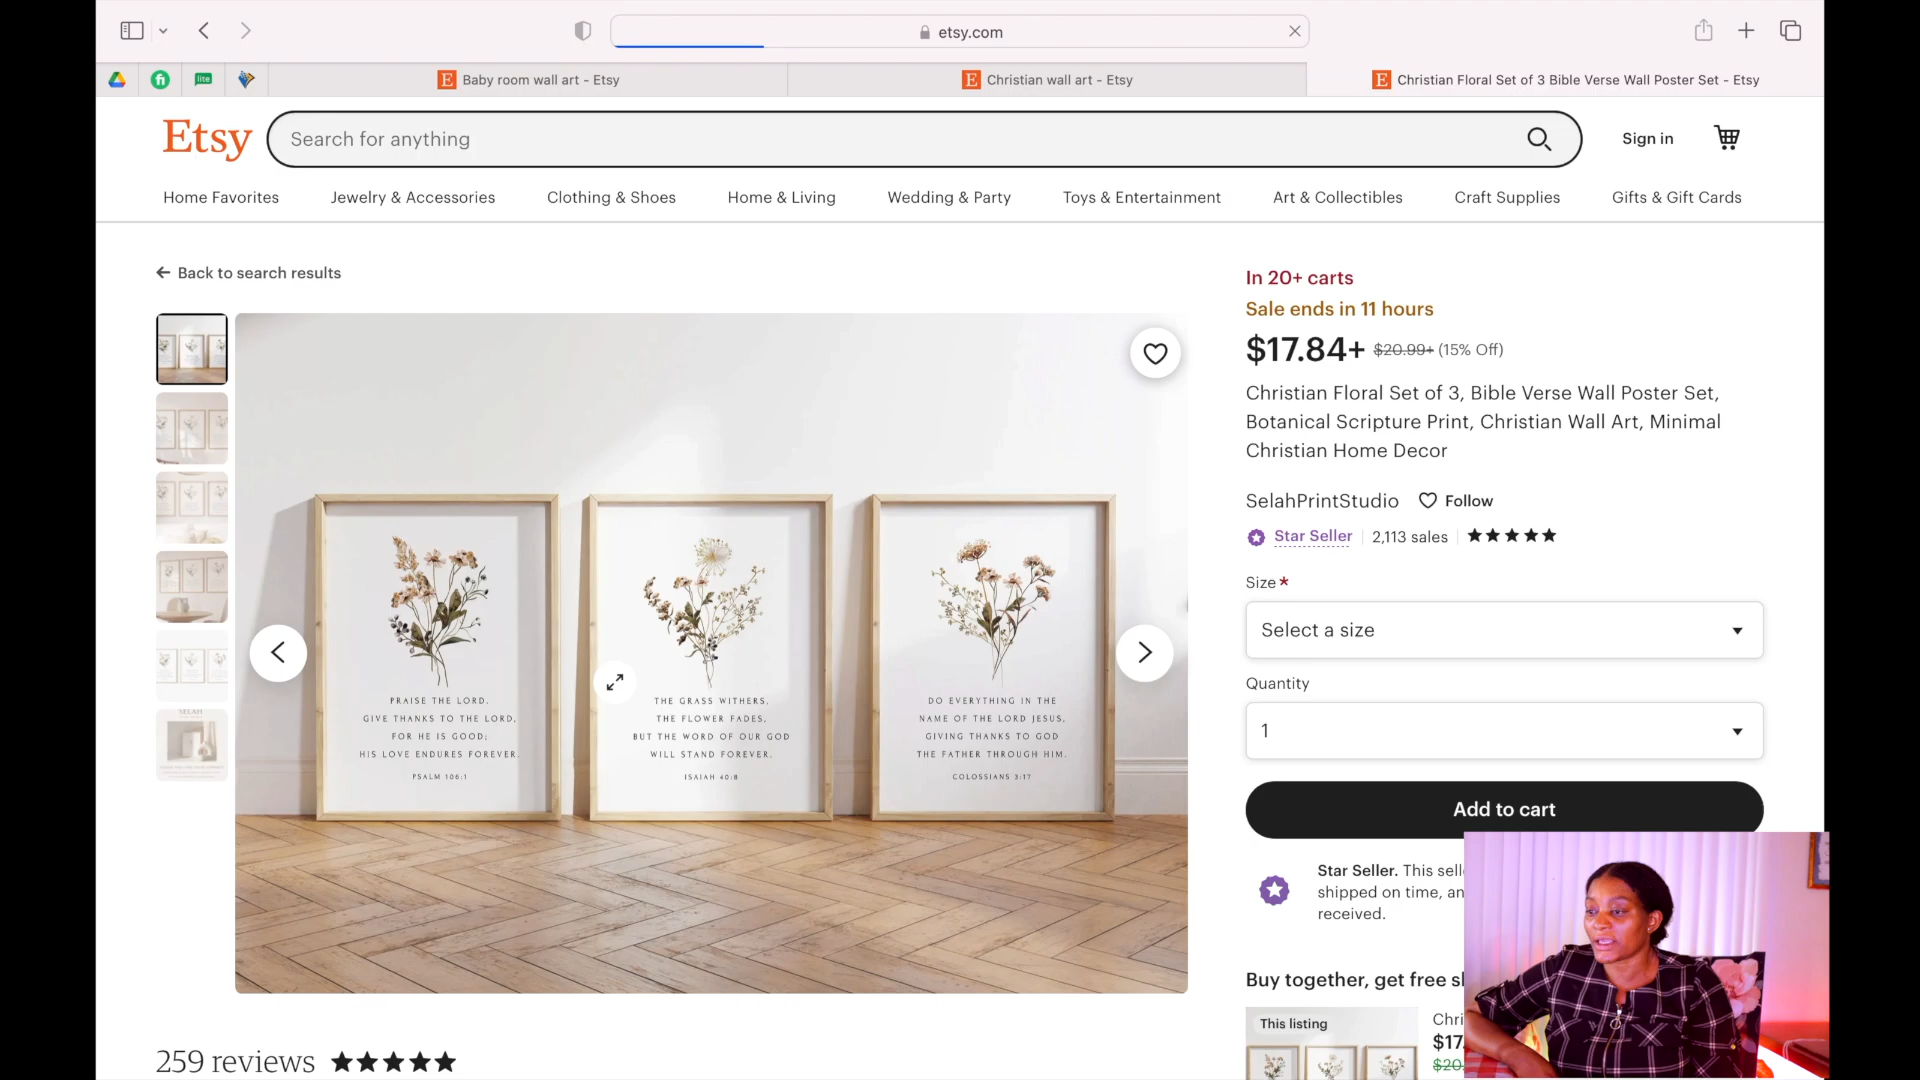 etsy.com
lite
Baby room wall art - Etsy
Christian wall art - Etsy
Christian Floral Set of 3 Bible Verse Wall Poster Set - Etsy
Etsy
Search for anything
Sign in
Home Favorites
Jewelry & Accessories
Clothing & Shoes
Home & Living
Wedding & Party
Toys & Entertainment
Art & Collectibles
Craft Supplies
Gifts & Gift Cards
Back to search results
In 20+ carts
Sale ends in 11 hours
$17.84+ $20.99+ (15% Off)
Christian Floral Set of 3, Bible Verse Wall Poster Set,
Botanical Scripture Print, Christian Wall Art, Minimal
Christian Home Decor
SelahPrintStudio Follow
Star Seller 2,113 sales
Size *
Select a size
Quantity
1
Add to cart
Star Seller. This sell
shipped on time, an
received.
Buy together, get free s
This listing
Chri
$17.
$20.
PRAISE THE LORD.
GIVE THANKS TO THE LORD,
FOR HE IS GOOD;
HIS LOVE ENDURES FOREVER.
PSALM 106:1
THE GRASS WITHERS,
THE FLOWER FADES,
BUT THE WORD OF OUR GOD
WILL STAND FOREVER.
ISAIAH 40:8
DO EVERYTHING IN THE
NAME OF THE LORD JESUS,
GIVING THANKS TO GOD
THE FATHER THROUGH HIM.
COLOSSIANS 3:17
SELAH
259 reviews